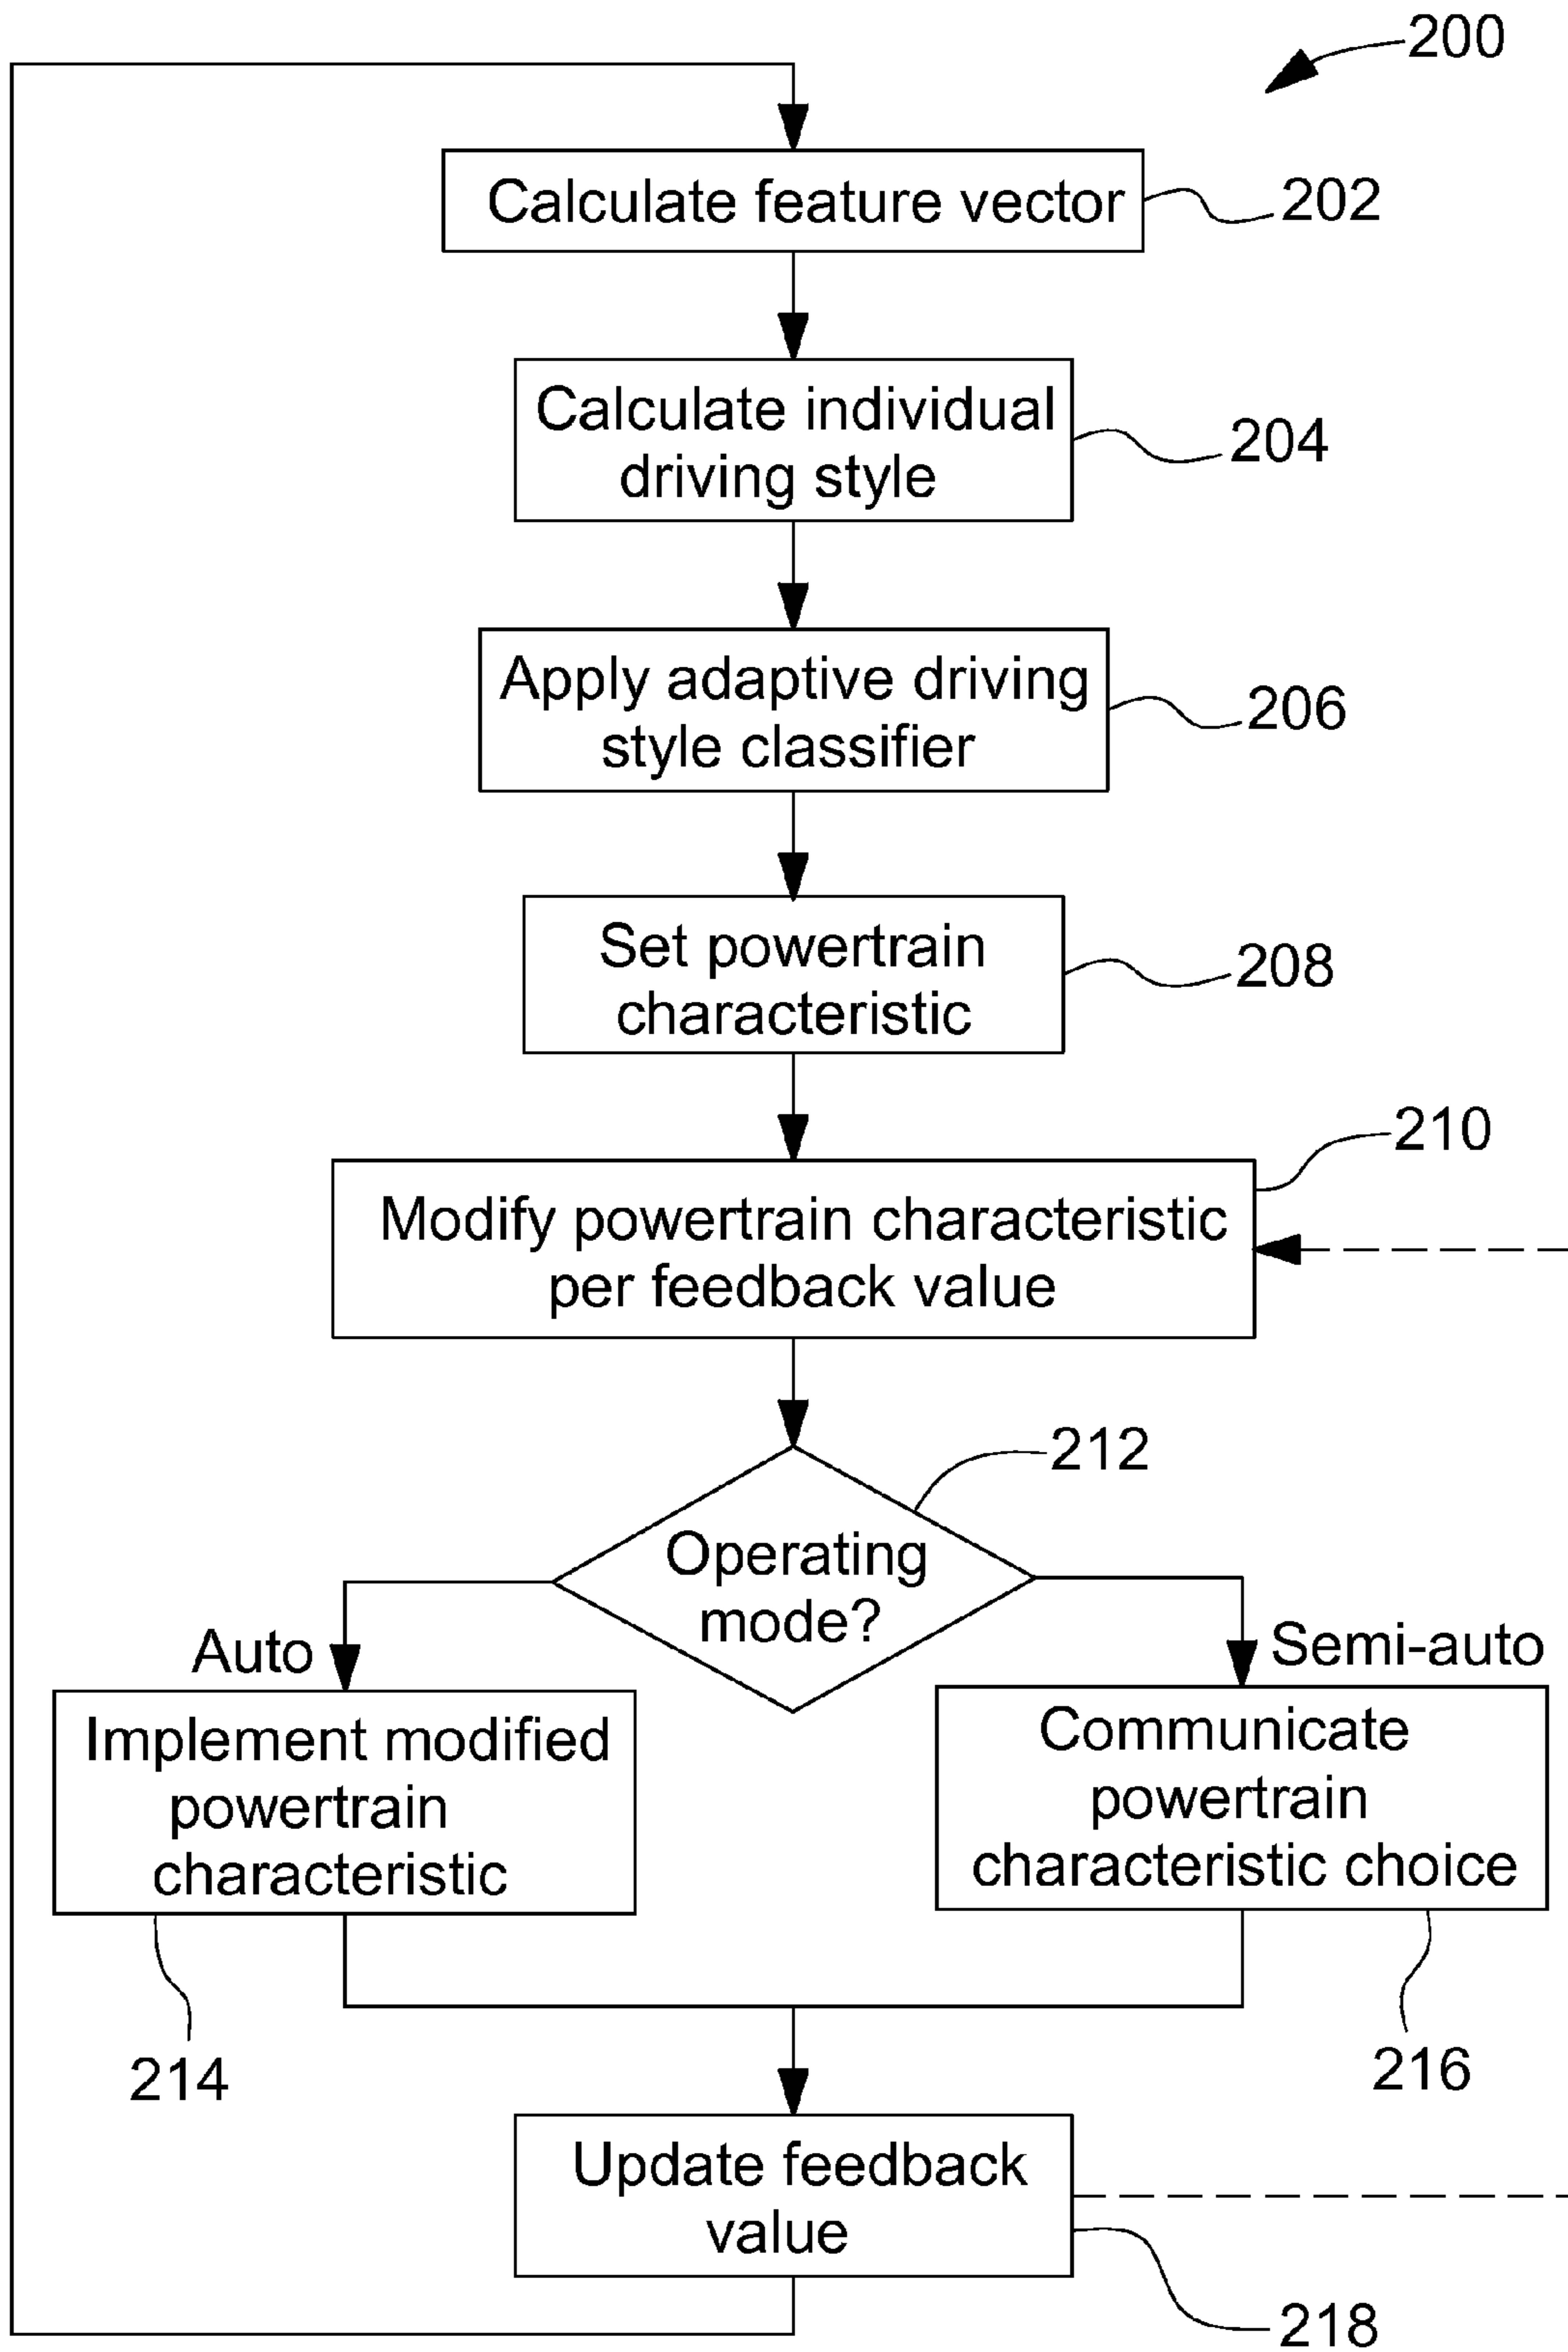 200
Calculate feature vector
202
Calculate individual
driving style
204
Apply adaptive driving
style classifier
206
Set powertrain
characteristic
208
210
Modify powertrain characteristic
per feedback value
212
Operating
mode?
Auto
Semi-auto
Implement modified
powertrain
characteristic
Communicate
powertrain
characteristic choice
214
216
Update feedback
value
218